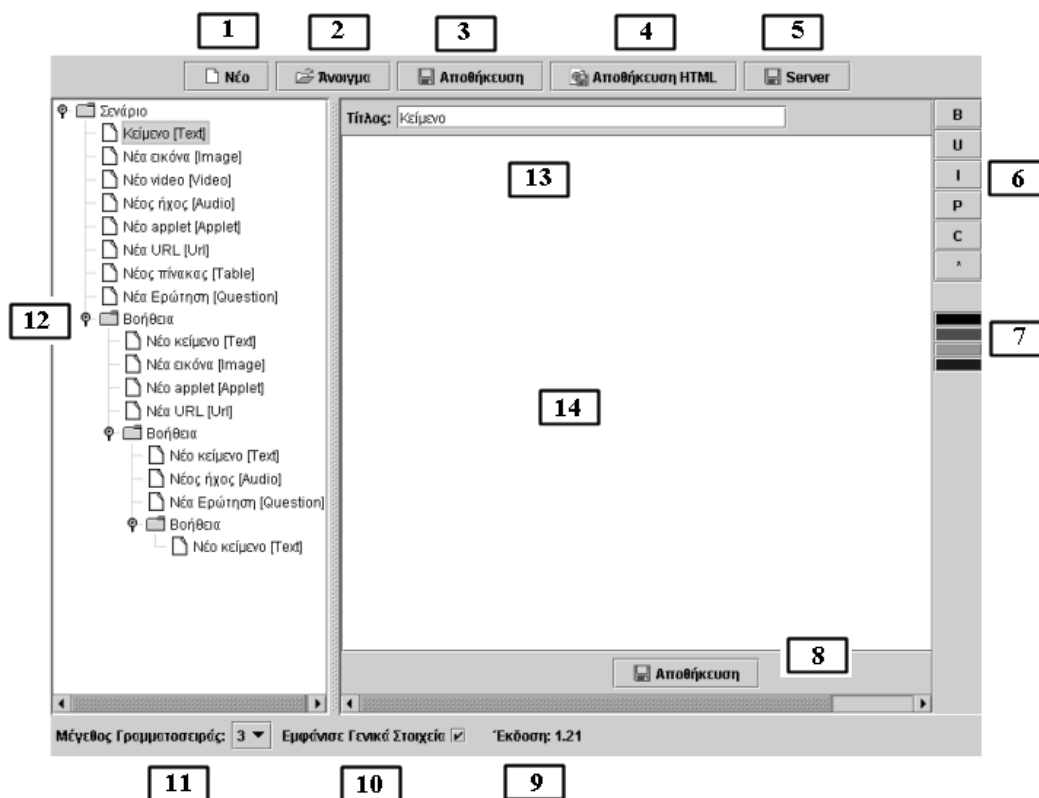 1 2 3 4 5
Νέο Άνοιγμα Αποθήκευση Αποθήκευση HTML Server
Σενάριο
Κείμενο [Text]
Νέα εικόνα [Image]
Νέο video [Video]
Νέος ήχος [Audio]
Νέο applet [Applet]
Νέα URL [Url]
Νέος πίνακας [Table]
Νέα Ερώτηση [Question]
12
Βοήθεια
Νέο κείμενο [Text]
Νέα εικόνα [Image]
Νέο applet [Applet]
Νέα URL [Url]
Βοήθεια
Νέο κείμενο [Text]
Νέος ήχος [Audio]
Νέα Ερώτηση [Question]
Βοήθεια
Νέο κείμενο [Text]
Τίτλος: Κείμενο
13
14
B
U
I
P
C
*
6
7
8
Αποθήκευση
Μέγεθος Γραμματοσειράς: 3 Εμφάνισε Γενικά Στοιχεία Έκδοση: 1.21
11 10 9